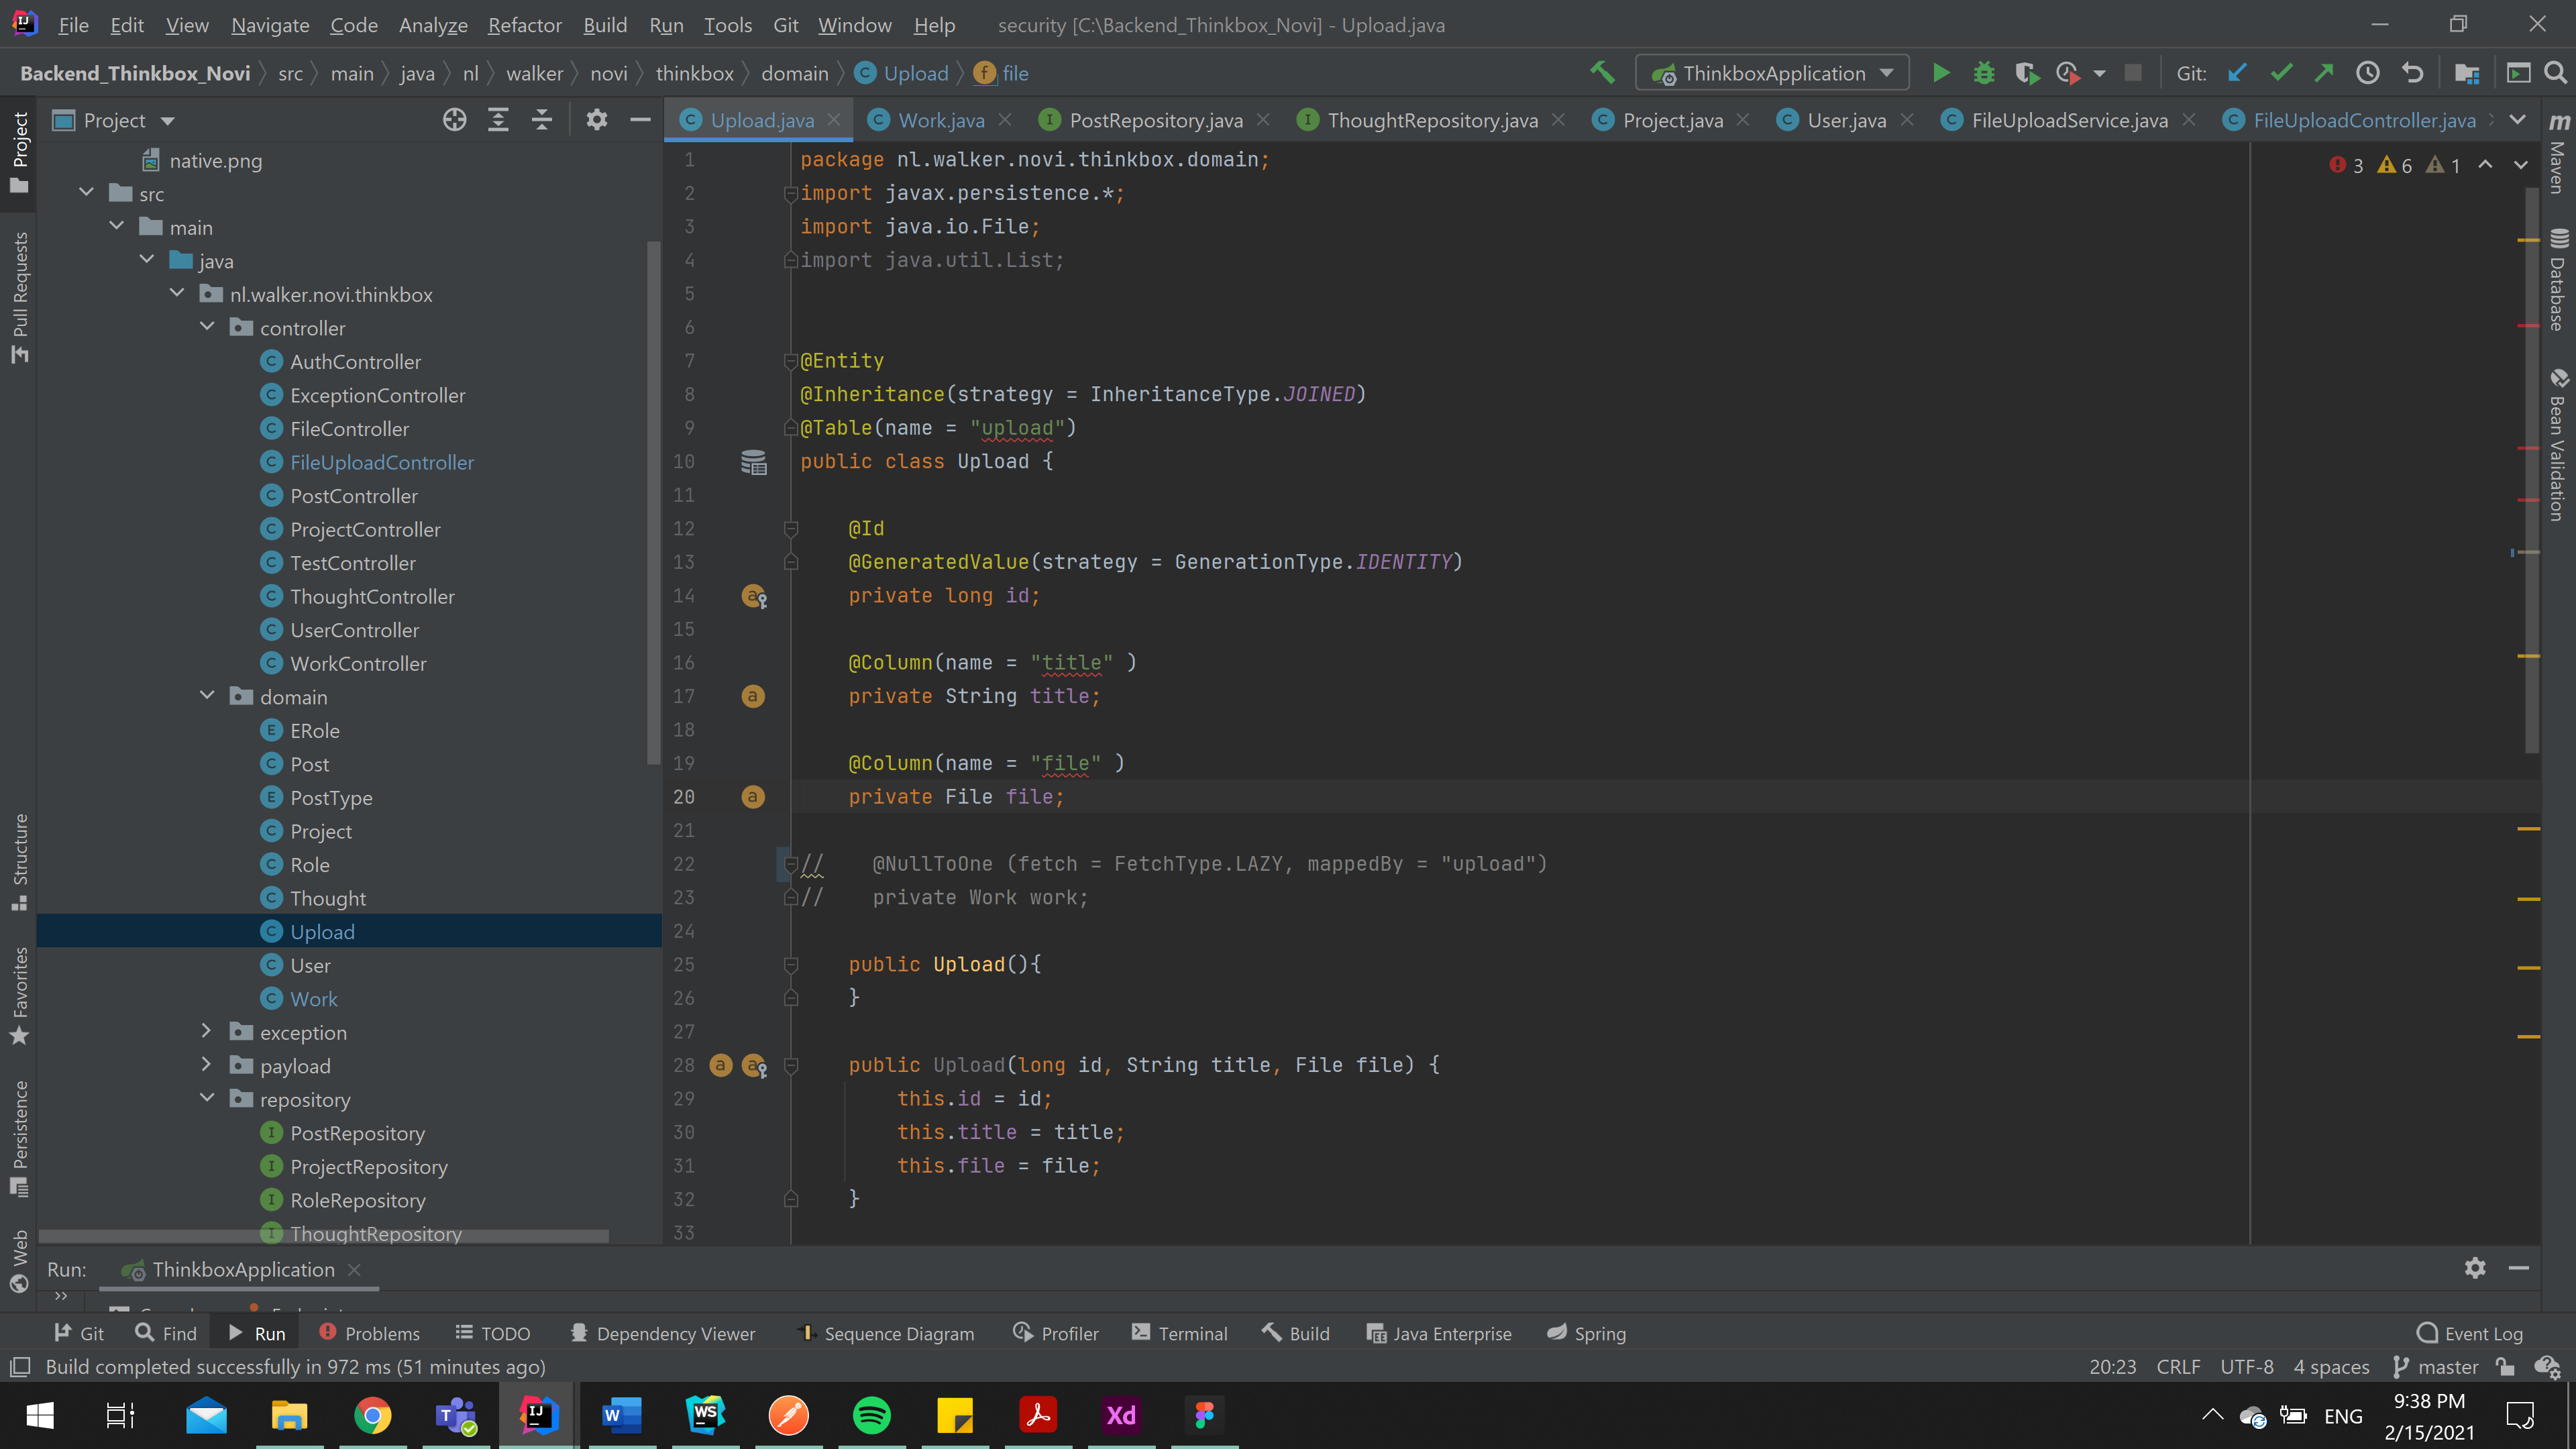 File Edit View Navigate Code Analyze Refactor Build Run Tools Git Window Help security [C:\Backend_Thinkbox_Novi] - Upload.java
Backend_Thinkbox_Novi src main java nl walker novi thinkbox domain Upload file ThinkboxApplication Git:
Project
Upload.java Work.java PostRepository.java ThoughtRepository.java Project.java User.java FileUploadService.java FileUploadController.java
Project
Pull Requests
Structure
Favorites
Persistence
Web
native.png
src
main
java
nl.walker.novi.thinkbox
controller
AuthController
ExceptionController
FileController
FileUploadController
PostController
ProjectController
TestController
ThoughtController
UserController
WorkController
domain
ERole
Post
PostType
Project
Role
Thought
Upload
User
Work
exception
payload
repository
PostRepository
ProjectRepository
RoleRepository
ThoughtRepository
3 6 1
1 package nl.walker.novi.thinkbox.domain;
2 import javax.persistence.*;
3 import java.io.File;
4 import java.util.List;
5
6
7 @Entity
8 @Inheritance(strategy = InheritanceType.JOINED)
9 @Table(name = "upload")
10 public class Upload {
11
12 @Id
13 @GeneratedValue(strategy = GenerationType.IDENTITY)
14 private long id;
15
16 @Column(name = "title" )
17 private String title;
18
19 @Column(name = "file" )
20 private File file;
21
22 // @NullToOne (fetch = FetchType.LAZY, mappedBy = "upload")
23 // private Work work;
24
25 public Upload(){
26 }
27
28 public Upload(long id, String title, File file) {
29 this.id = id;
30 this.title = title;
31 this.file = file;
32 }
33
Maven
Database
Bean Validation
Run: ThinkboxApplication
Git Find Run Problems TODO Dependency Viewer Sequence Diagram Profiler Terminal Build Java Enterprise Spring Event Log
Build completed successfully in 972 ms (51 minutes ago) 20:23 CRLF UTF-8 4 spaces master
ENG
9:38 PM
2/15/2021